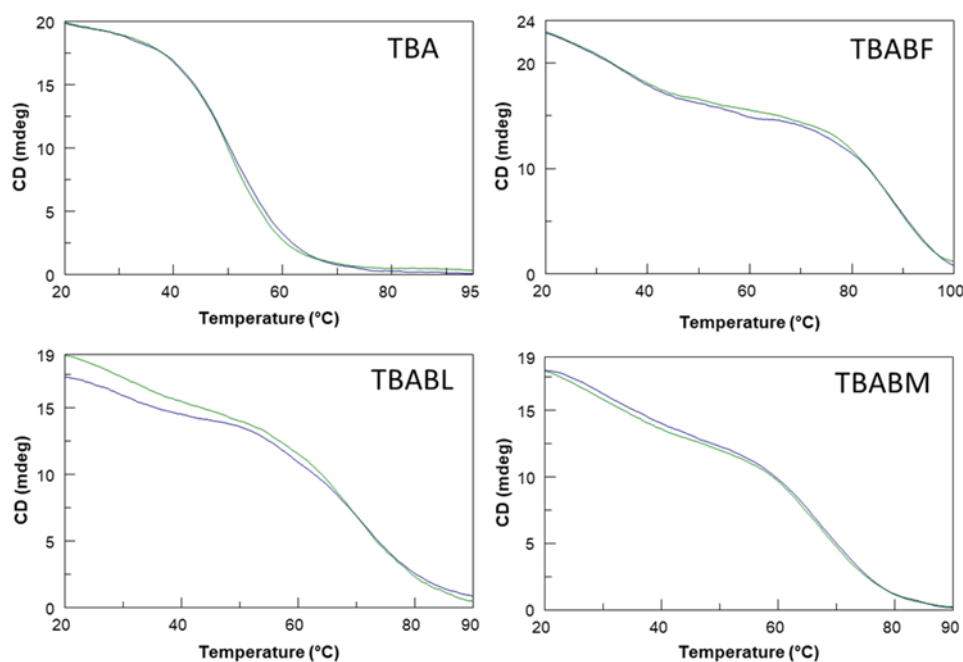 TBA
CD (mdeg)
20
15
10
5
0
20 40 60 80 95
Temperature (°C)
TBABF
CD (mdeg)
24
20
10
0
20 40 60 80 100
Temperature (°C)
TBABL
CD (mdeg)
19
15
10
5
0
20 40 60 80 90
Temperature (°C)
TBABM
CD (mdeg)
19
15
10
5
0
20 40 60 80 90
Temperature (°C)